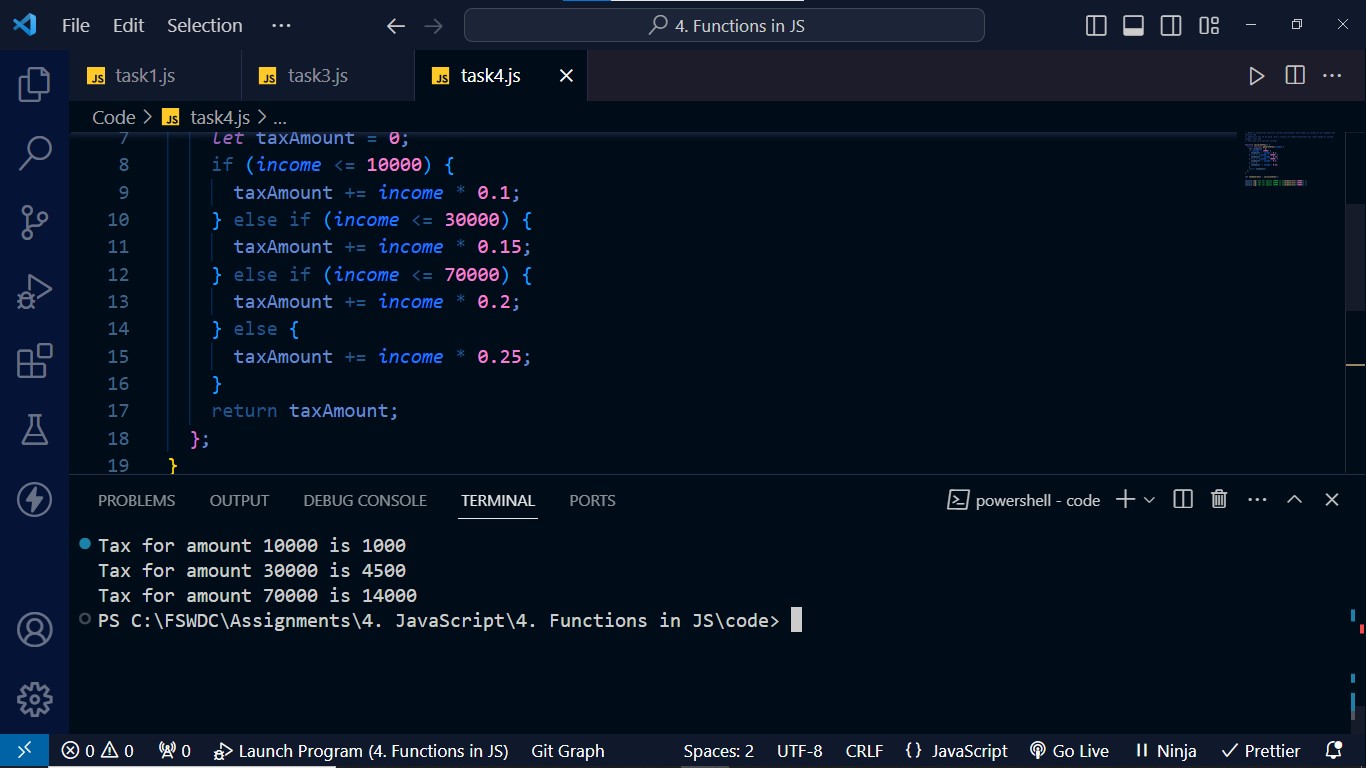 File Edit Selection ··· 4. Functions in JS
JS task1.js JS task3.js JS task4.js
Code > JS task4.js > ...
7 let taxAmount = 0;
8 if (income <= 10000) {
9 taxAmount += income * 0.1;
10 } else if (income <= 30000) {
11 taxAmount += income * 0.15;
12 } else if (income <= 70000) {
13 taxAmount += income * 0.2;
14 } else {
15 taxAmount += income * 0.25;
16 }
17 return taxAmount;
18 };
19 }
PROBLEMS OUTPUT DEBUG CONSOLE TERMINAL PORTS powershell - code
Tax for amount 10000 is 1000
Tax for amount 30000 is 4500
Tax for amount 70000 is 14000
PS C:\FSWDC\Assignments\4. JavaScript\4. Functions in JS\code>
0 0 0 Launch Program (4. Functions in JS) Git Graph Spaces: 2 UTF-8 CRLF {} JavaScript Go Live Ninja Prettier